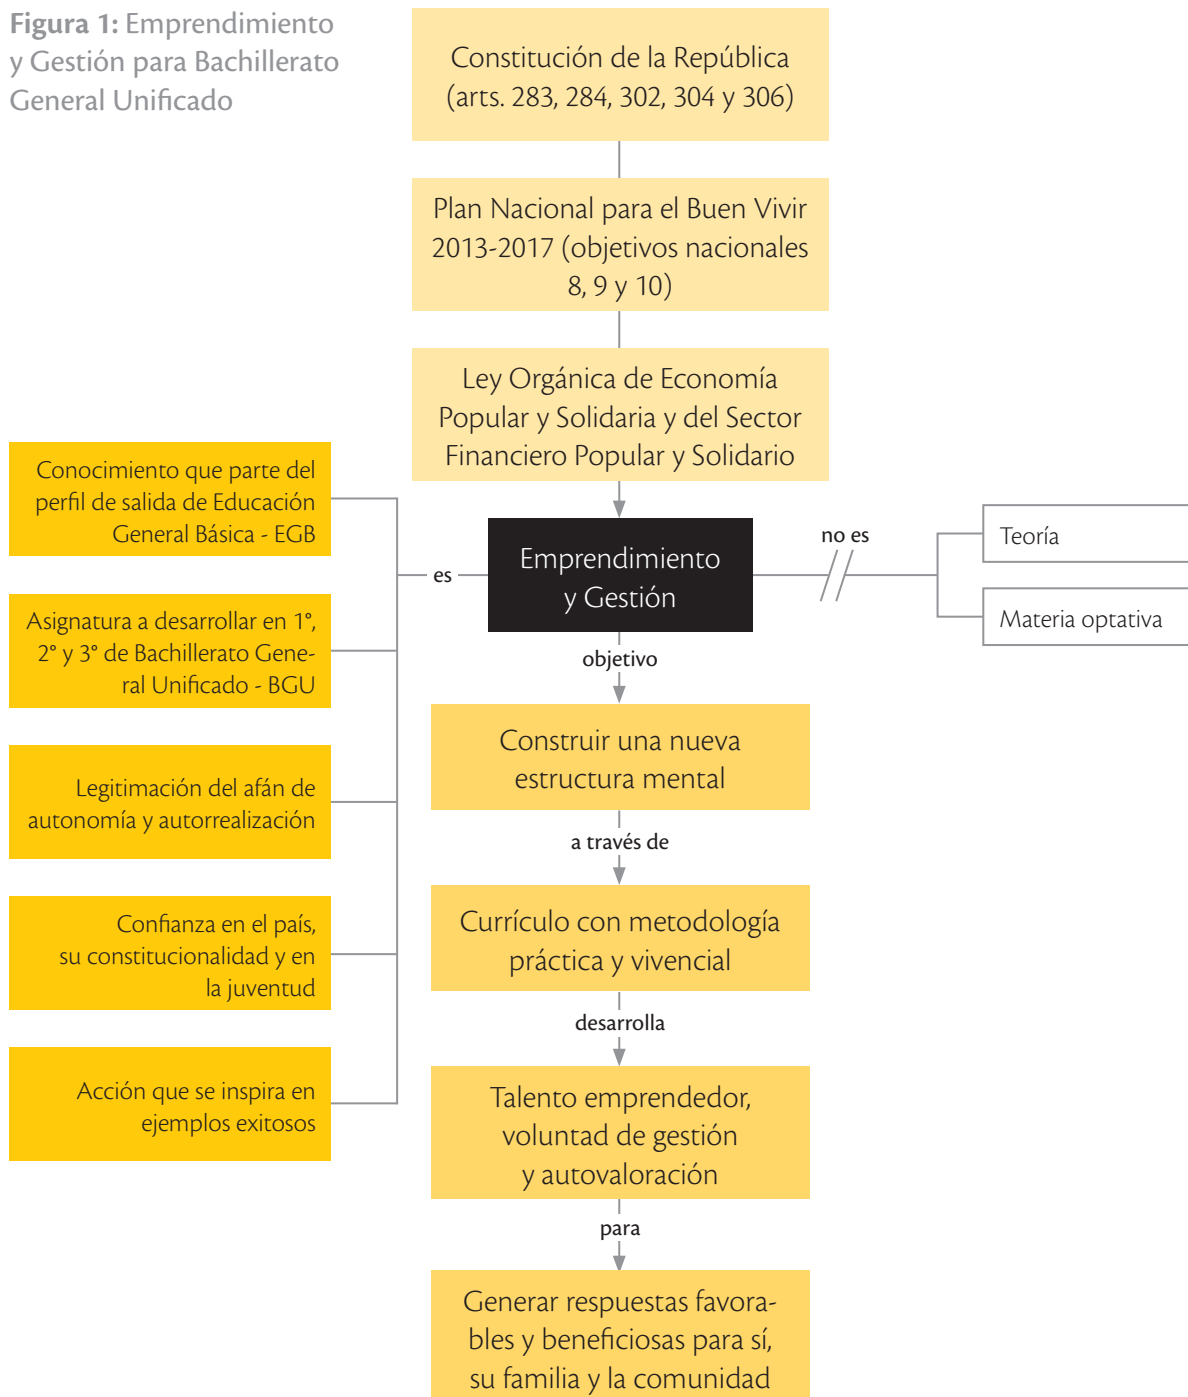 Figura 1: Emprendimiento
y Gestión para Bachillerato
General Unificado
Constitución de la República
(arts. 283, 284, 302, 304 y 306)
Plan Nacional para el Buen Vivir
2013-2017 (objetivos nacionales
8, 9 y 10)
Ley Orgánica de Economía
Popular y Solidaria y del Sector
Financiero Popular y Solidario
Conocimiento que parte del
perfil de salida de Educación
General Básica - EGB
Asignatura a desarrollar en 1°,
2° y 3° de Bachillerato Gene-
ral Unificado - BGU
Legitimación del afán de
autonomía y autorrealización
Confianza en el país,
su constitucionalidad y en
la juventud
Acción que se inspira en
ejemplos exitosos
es
Emprendimiento
y Gestión
no es
Teoría
Materia optativa
objetivo
Construir una nueva
estructura mental
a través de
Currículo con metodología
práctica y vivencial
desarrolla
Talento emprendedor,
voluntad de gestión
y autovaloración
para
Generar respuestas favora-
bles y beneficiosas para sí,
su familia y la comunidad